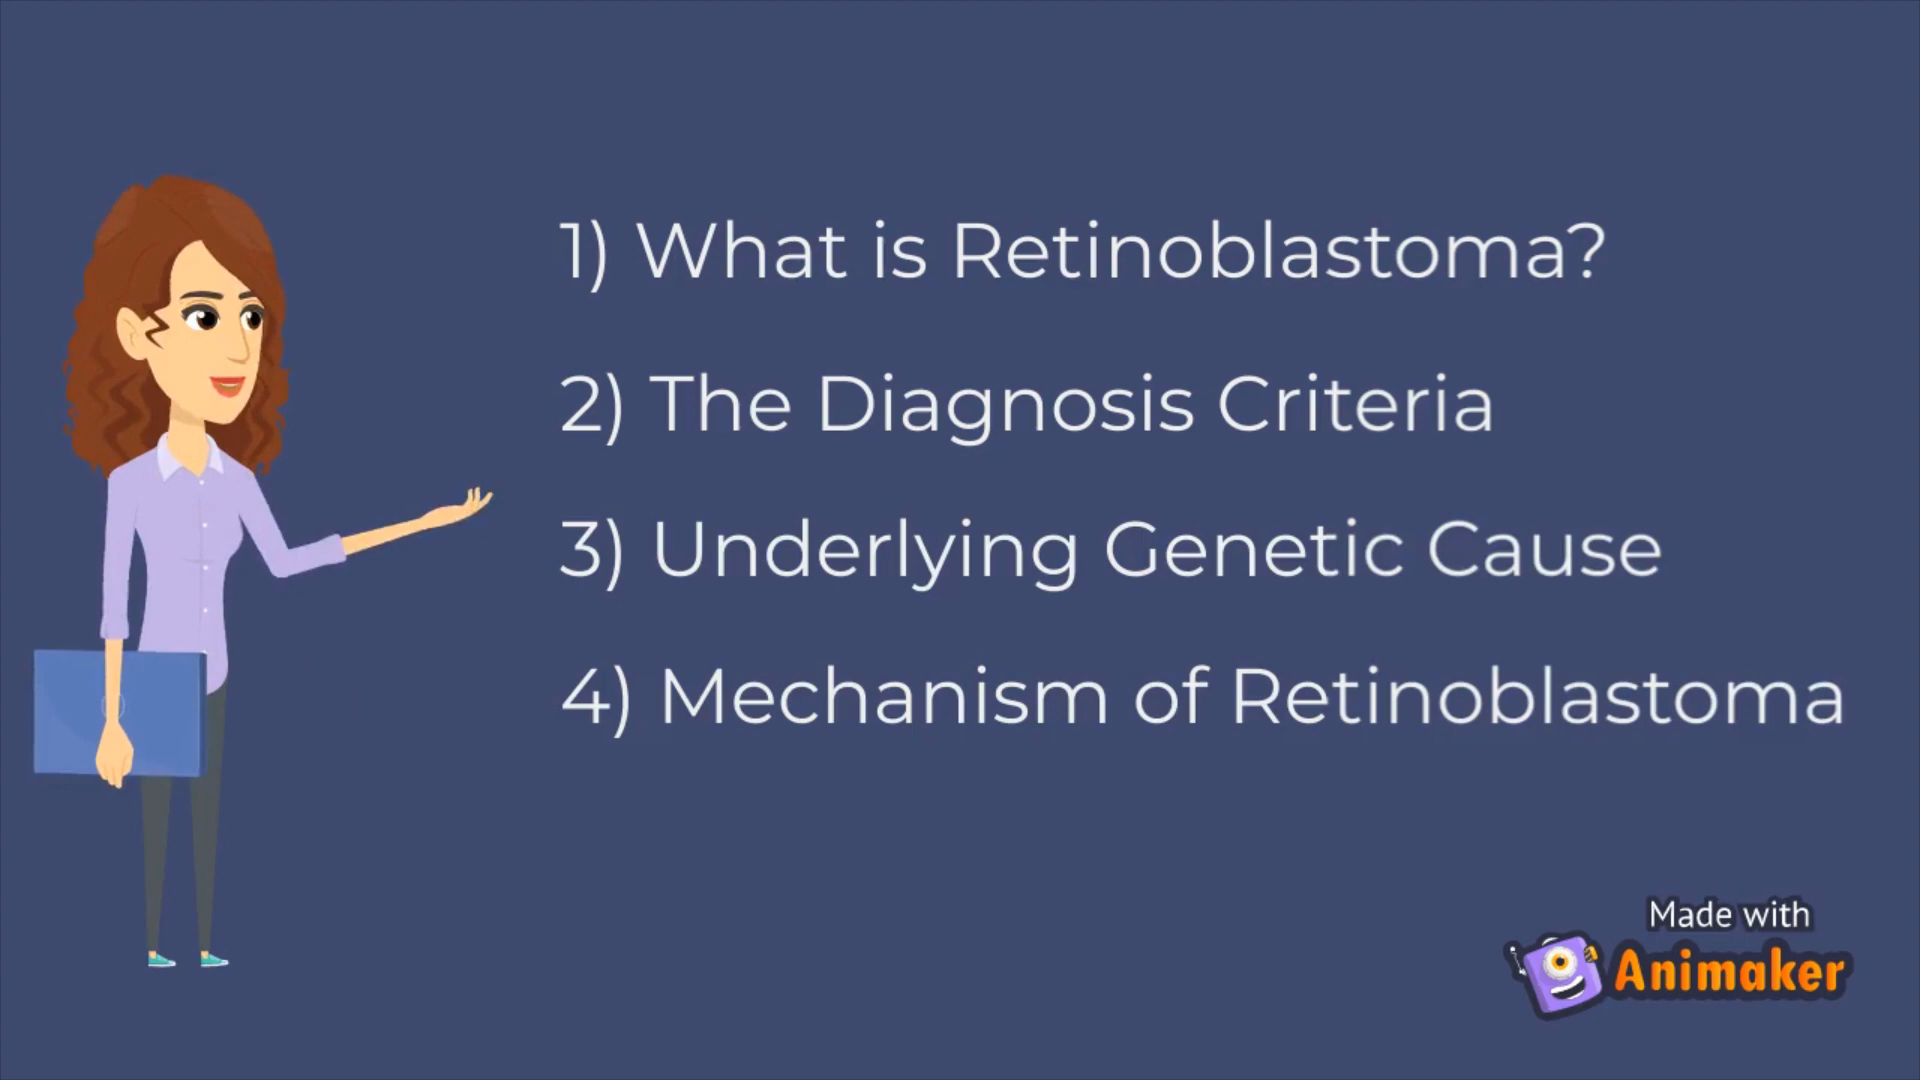 1) What is Retinoblastoma?
2) The Diagnosis Criteria
3) Underlying Genetic Cause
4) Mechanism of Retinoblastoma
Made with
Animaker